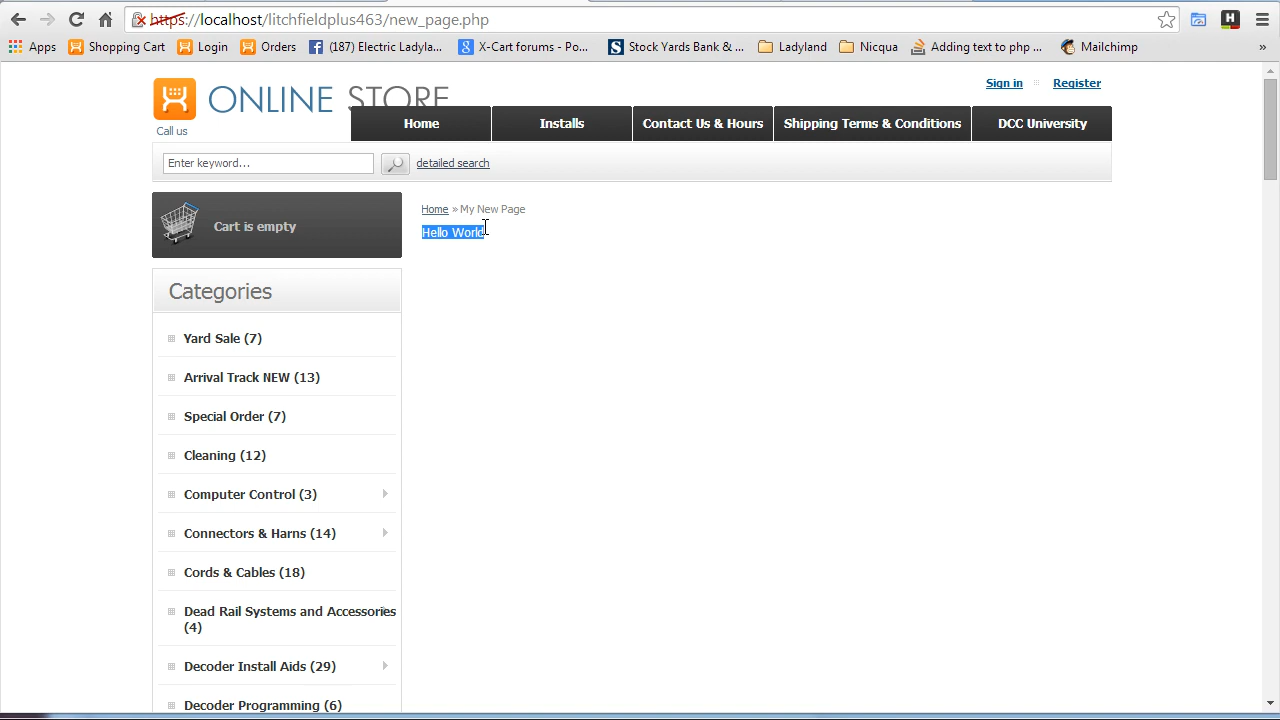 https://localhost/litchfieldplus463/new_page.php
Apps Shopping Cart Login Orders (187) Electric Ladyla... X-Cart forums - Po... Stock Yards Bank & ... Ladyland Nicqua Adding text to php ... Mailchimp »
ONLINE STORE
Sign in Register
Call us
Home Installs Contact Us & Hours Shipping Terms & Conditions DCC University
Enter keyword... detailed search
Cart is empty
Home » My New Page
Hello World
Categories
Yard Sale (7)
Arrival Track NEW (13)
Special Order (7)
Cleaning (12)
Computer Control (3)
Connectors & Harns (14)
Cords & Cables (18)
Dead Rail Systems and Accessories
(4)
Decoder Install Aids (29)
Decoder Programming (6)